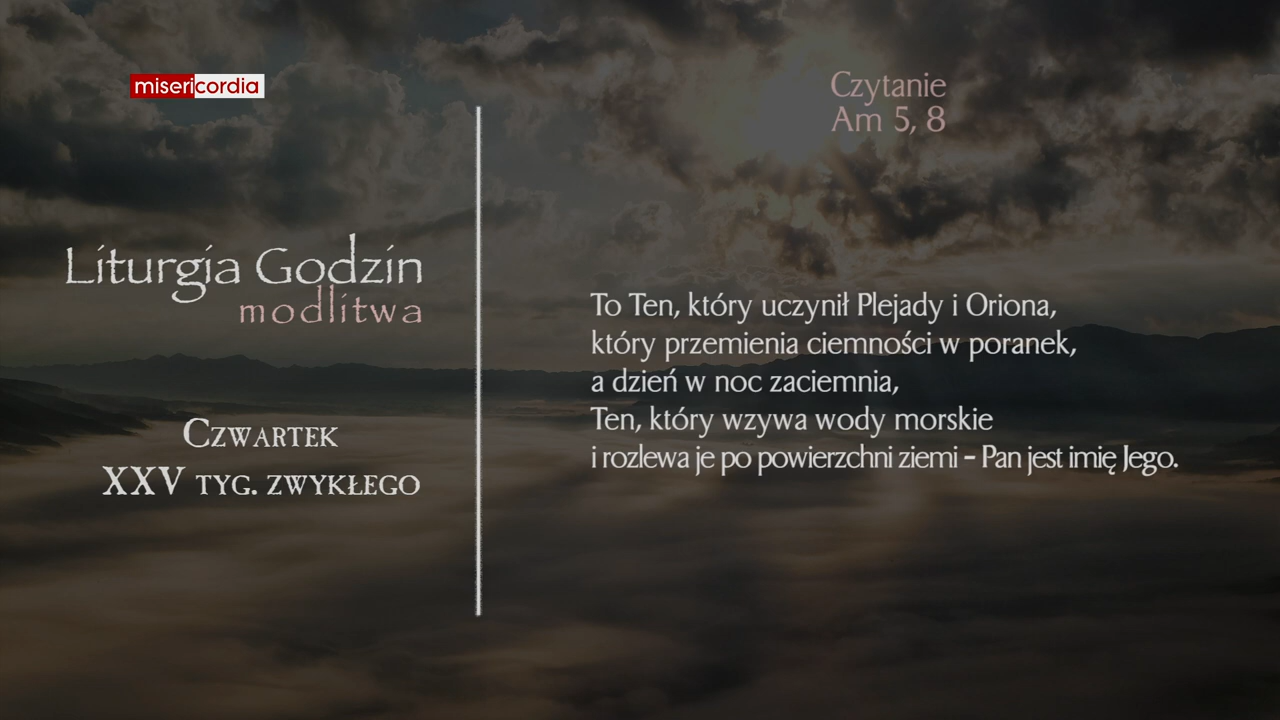 misericordia
Liturgia Godzin
modlitwa
Czwartek
XXV tyg. zwykłego
Czytanie
Am 5, 8
To Ten, który uczynił Plejady i Oriona,
który przemienia ciemności w poranek,
a dzień w noc zaciemnia,
Ten, który wzywa wody morskie
i rozlewa je po powierzchni ziemi – Pan jest imię Jego.